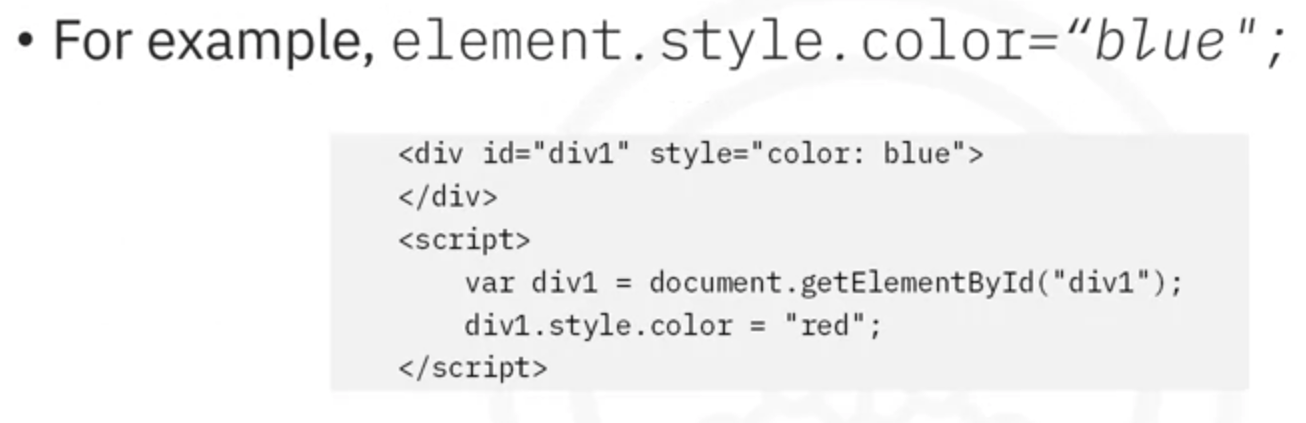 • For example, element.style.color=“blue";
<div id="div1" style="color: blue">
</div>
<script>
var div1 = document.getElementById("div1");
div1.style.color = "red";
</script>